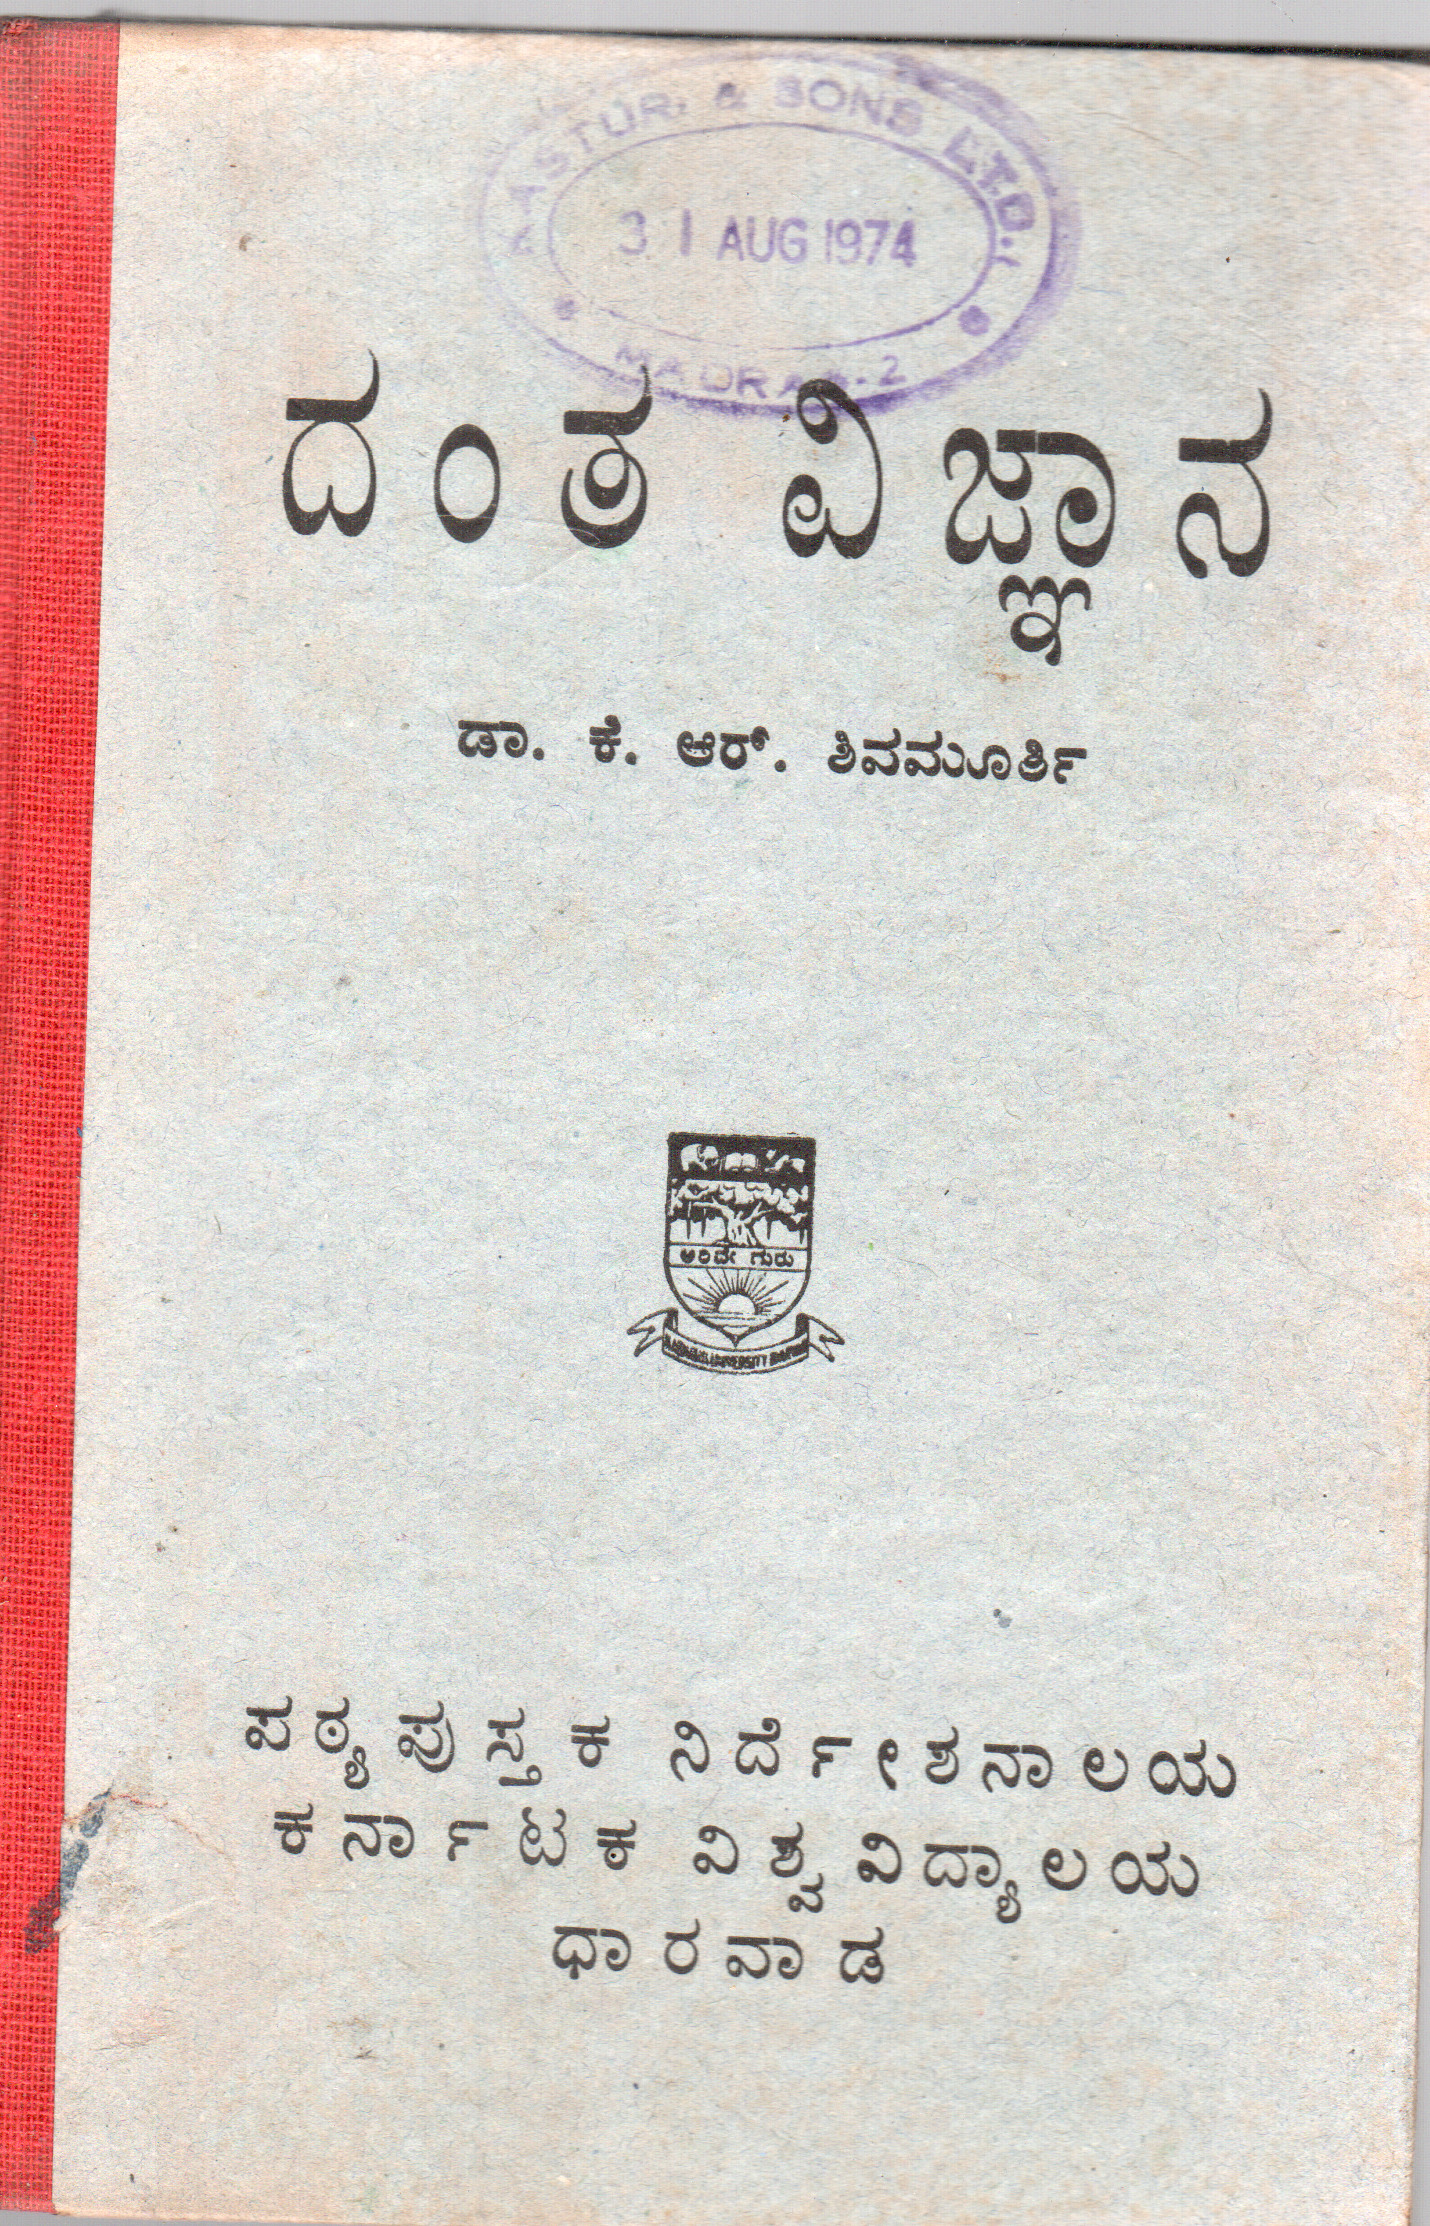 KASTURI & SONS LTD.,
31 AUG 1974
MADRAS-2
ದಂತ ವಿಜ್ಞಾನ
ಡಾ. ಕೆ. ಆರ್. ಶಿವಮೂರ್ತಿ
ಅರಿವೇ ಗುರು
UNIVERSITY
ಪಠ್ಯಪುಸ್ತಕ ನಿರ್ದೇಶನಾಲಯ
ಕರ್ನಾಟಕ ವಿಶ್ವವಿದ್ಯಾಲಯ
ಧಾರವಾಡ